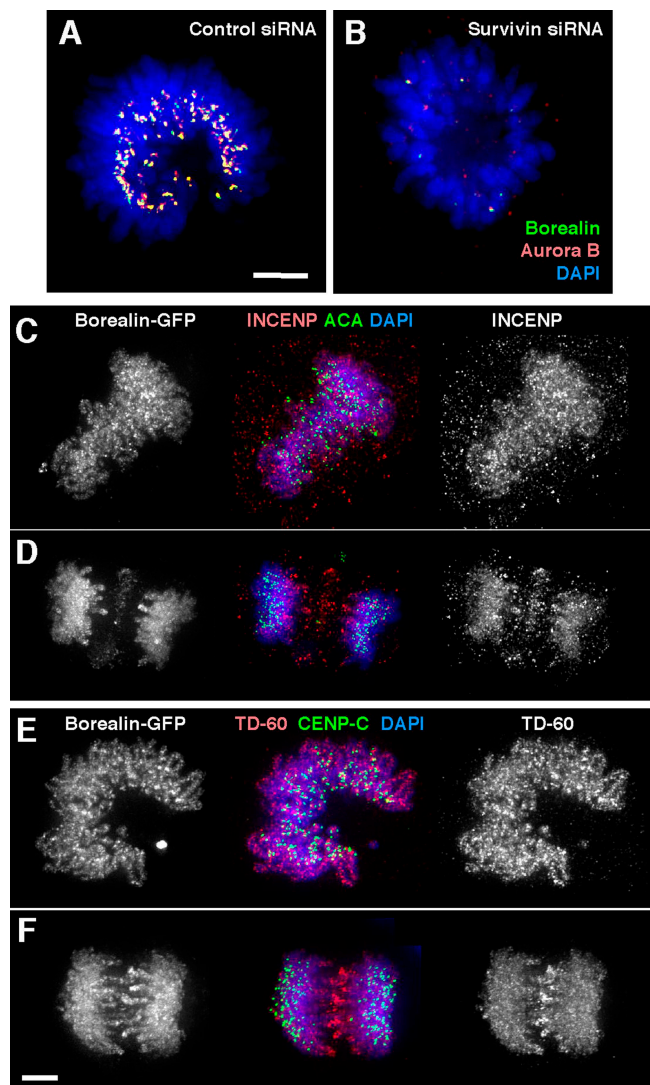 A Control siRNA
B Survivin siRNA
Borealin
Aurora B
DAPI
C Borealin-GFP INCENP ACA DAPI INCENP
D
E Borealin-GFP TD-60 CENP-C DAPI TD-60
F